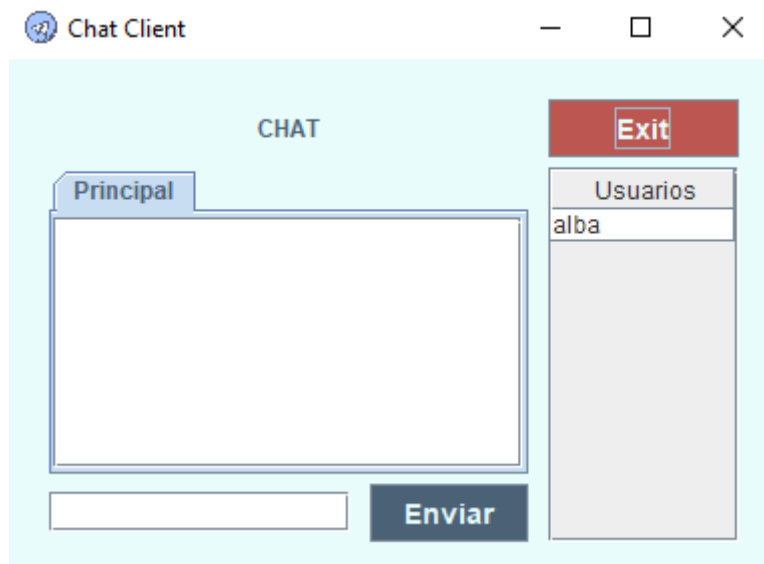 Chat Client
CHAT
Exit
Principal
Usuarios
alba
Enviar